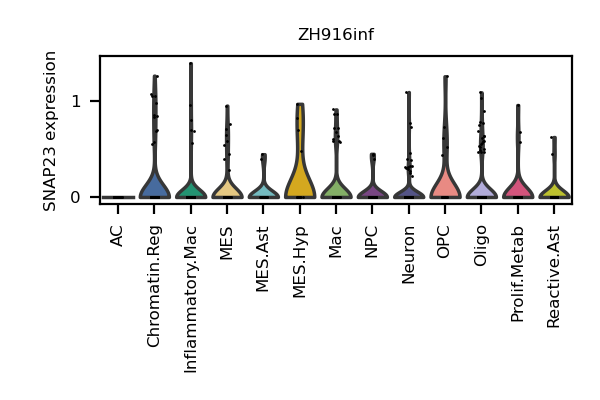 ZH916inf
SNAP23 expression
1
0
AC
Chromatin.Reg
Inflammatory.Mac
MES
MES.Ast
MES.Hyp
Mac
NPC
Neuron
OPC
Oligo
Prolif.Metab
Reactive.Ast